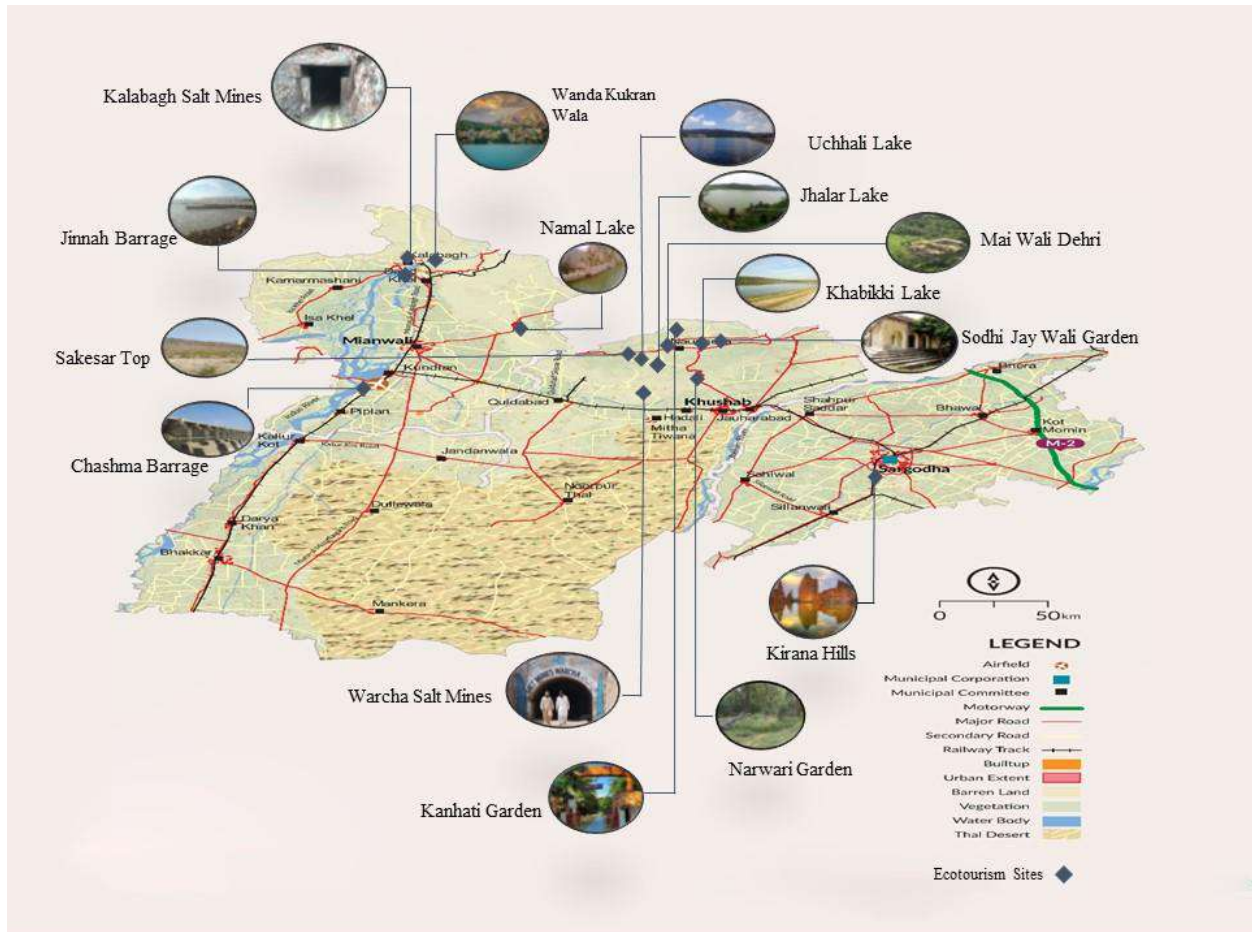 Kalabagh Salt Mines
Wanda Kukran
Wala
Uchhali Lake
Jhalar Lake
Jinnah Barrage
Namal Lake
Mai Wali Dehri
Khabikki Lake
Sodhi Jay Wali Garden
Sakesar Top
Chashma Barrage
Kalabagh
Kamarmashani
Isa Khel
Mianwali
Kundian
Piplan
Kallur
Kot
Quidabad
Khushab
Hadali
Mitha
Tiwana
Jauharabad
Shahpur
Saddar
Bhera
Bhawal
Kot
Momin
M-2
Sargodha
Sahiwal
Sillanwali
Jandanwala
Noorpur
Thal
Dullewala
Darya
Khan
Bhakkar
Mankera
Kirana Hills
Warcha Salt Mines
Narwari Garden
Kanhati Garden
0 50km
LEGEND
Airfield
Municipal Corporation
Municipal Committee
Motorway
Major Road
Secondary Road
Railway Track
Builtup
Urban Extent
Barren Land
Vegetation
Water Body
Thal Desert
Ecotourism Sites